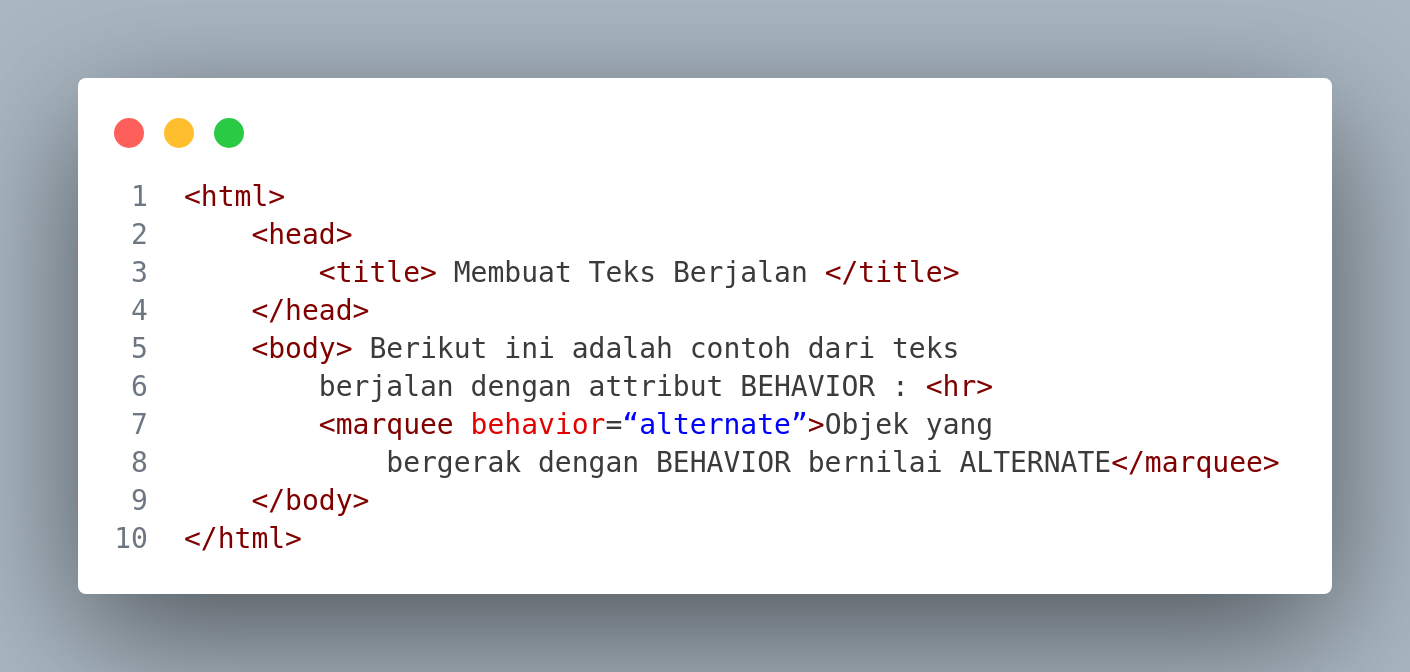 1 <html>
2 <head>
3 <title> Membuat Teks Berjalan </title>
4 </head>
5 <body> Berikut ini adalah contoh dari teks
6 berjalan dengan attribut BEHAVIOR : <hr>
7 <marquee behavior=“alternate”>Objek yang
8 bergerak dengan BEHAVIOR bernilai ALTERNATE</marquee>
9 </body>
10 </html>